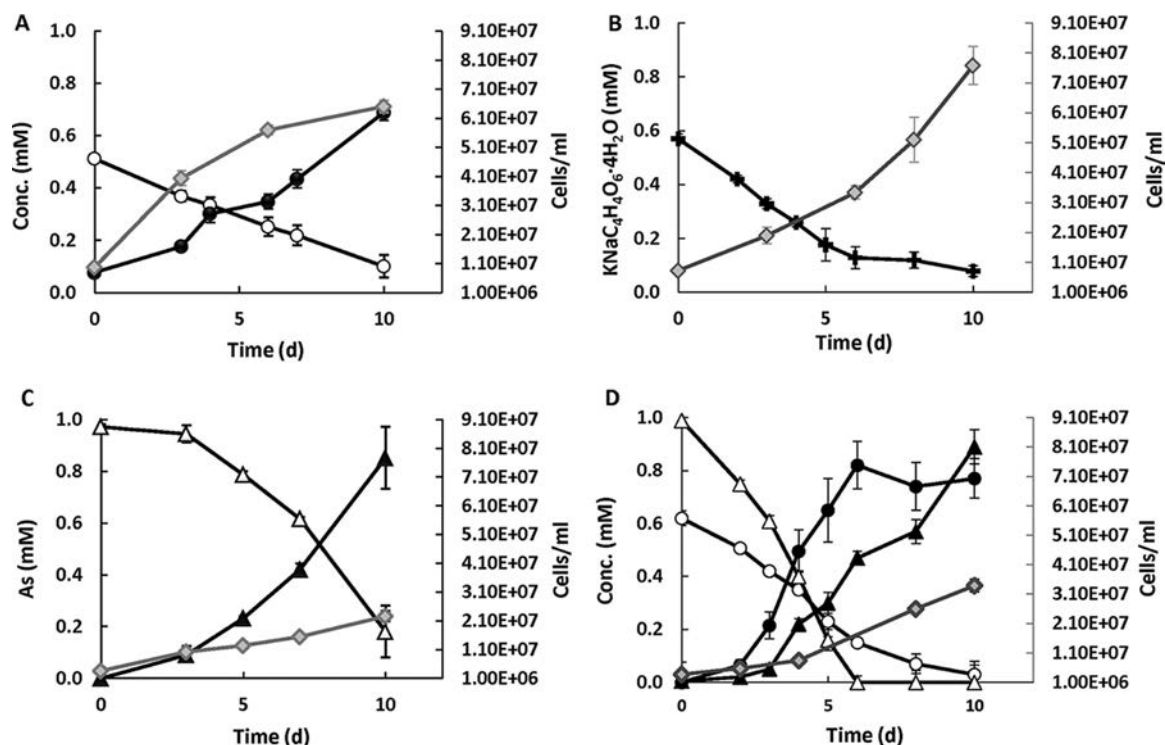 A
Conc. (mM)
1.0
0.8
0.6
0.4
0.2
0.0
0
5
10
Time (d)
9.10E+07
8.10E+07
7.10E+07
6.10E+07
5.10E+07
4.10E+07
3.10E+07
2.10E+07
1.10E+07
1.00E+06
Cells/ml
B
KNaC₄H₄O₆·4H₂O (mM)
1.0
0.8
0.6
0.4
0.2
0.0
0
5
10
Time (d)
9.10E+07
8.10E+07
7.10E+07
6.10E+07
5.10E+07
4.10E+07
3.10E+07
2.10E+07
1.10E+07
1.00E+06
Cells/ml
C
As (mM)
1.0
0.8
0.6
0.4
0.2
0.0
0
5
10
Time (d)
9.10E+07
8.10E+07
7.10E+07
6.10E+07
5.10E+07
4.10E+07
3.10E+07
2.10E+07
1.10E+07
1.00E+06
Cells/ml
D
Conc. (mM)
1.0
0.8
0.6
0.4
0.2
0.0
0
5
10
Time (d)
9.10E+07
8.10E+07
7.10E+07
6.10E+07
5.10E+07
4.10E+07
3.10E+07
2.10E+07
1.10E+07
1.00E+06
Cells/ml